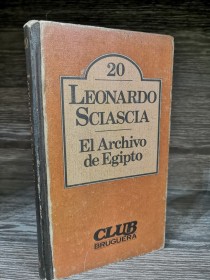 20
LEONARDO
SCIASCIA
El Archivo
de Egipto
CLUB
BRUGUERA